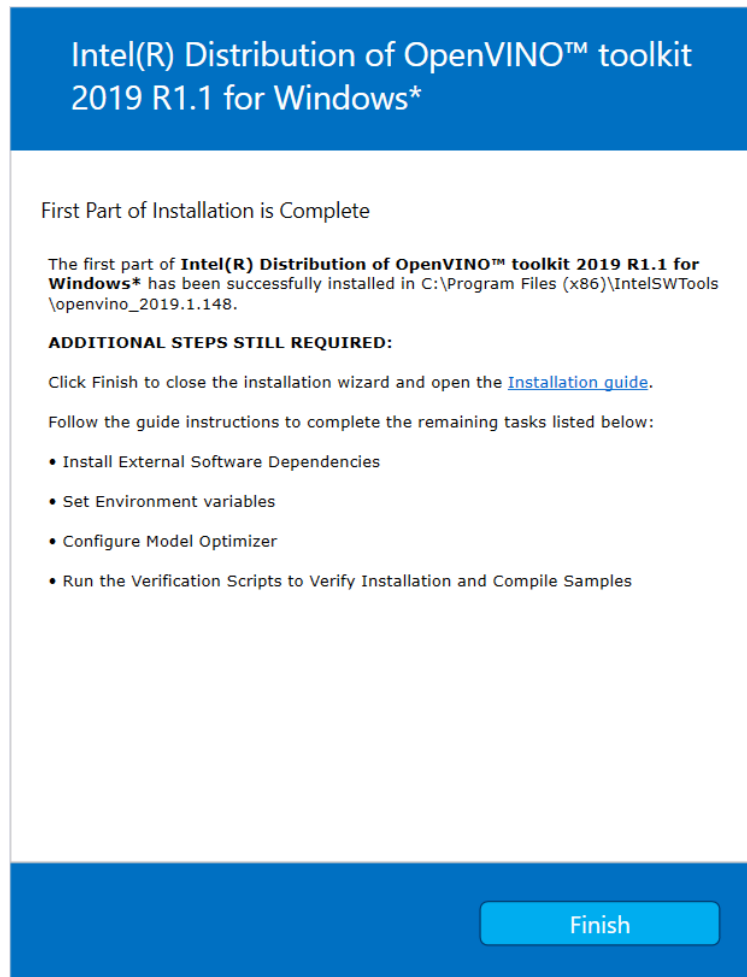 Intel(R) Distribution of OpenVINO™ toolkit
2019 R1.1 for Windows*
First Part of Installation is Complete
The first part of Intel(R) Distribution of OpenVINO™ toolkit 2019 R1.1 for
Windows* has been successfully installed in C:\Program Files (x86)\IntelSWTools
\openvino_2019.1.148.
ADDITIONAL STEPS STILL REQUIRED:
Click Finish to close the installation wizard and open the Installation guide.
Follow the guide instructions to complete the remaining tasks listed below:
• Install External Software Dependencies
• Set Environment variables
• Configure Model Optimizer
• Run the Verification Scripts to Verify Installation and Compile Samples
Finish